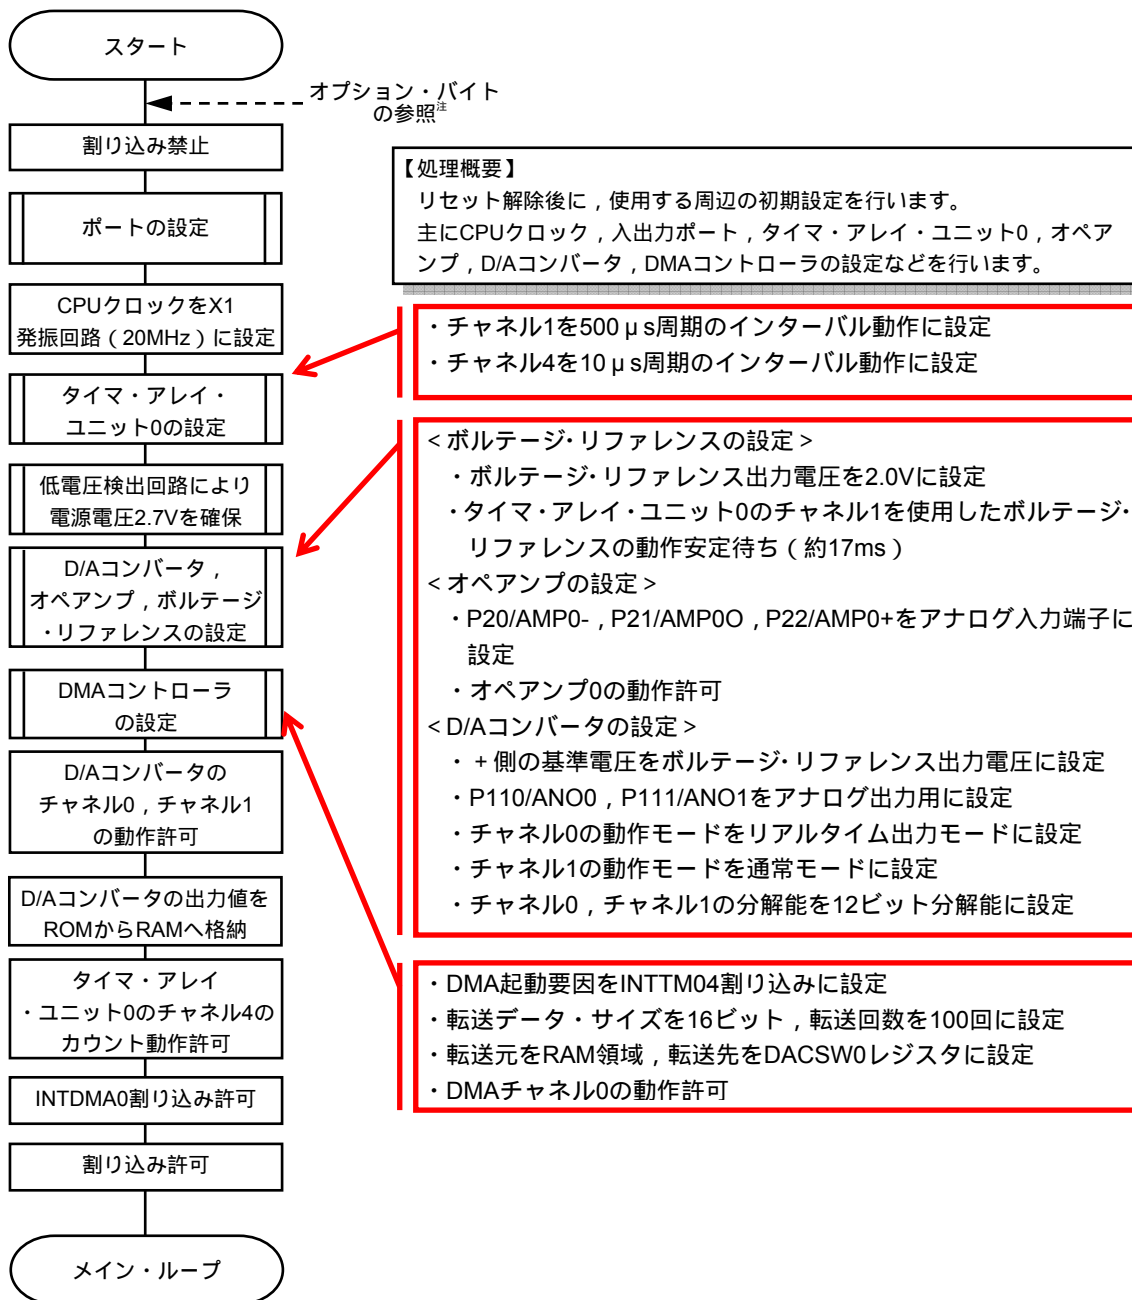 スタート
オプション・バイト
の参照注
割り込み禁止
ポートの設定
CPUクロックをX1
発振回路（20MHz）に設定
タイマ・アレイ・
ユニット0の設定
低電圧検出回路により
電源電圧2.7Vを確保
D/Aコンバータ，
オペアンプ，ボルテージ
・リファレンスの設定
DMAコントローラ
の設定
D/Aコンバータの
チャネル0，チャネル1
の動作許可
D/Aコンバータの出力値を
ROMからRAMへ格納
タイマ・アレイ
・ユニット0のチャネル4の
カウント動作許可
INTDMA0割り込み許可
割り込み許可
メイン・ループ
【処理概要】
リセット解除後に，使用する周辺の初期設定を行います。
主にCPUクロック，入出力ポート，タイマ・アレイ・ユニット0，オペア
ンプ，D/Aコンバータ，DMAコントローラの設定などを行います。
・チャネル1を500μs周期のインターバル動作に設定
・チャネル4を10μs周期のインターバル動作に設定
＜ボルテージ・リファレンスの設定＞
・ボルテージ・リファレンス出力電圧を2.0Vに設定
・タイマ・アレイ・ユニット0のチャネル1を使用したボルテージ・
リファレンスの動作安定待ち（約17ms）
＜オペアンプの設定＞
・P20/AMP0-，P21/AMP0O，P22/AMP0+をアナログ入力端子に
設定
・オペアンプ0の動作許可
＜D/Aコンバータの設定＞
・＋側の基準電圧をボルテージ・リファレンス出力電圧に設定
・P110/ANO0，P111/ANO1をアナログ出力用に設定
・チャネル0の動作モードをリアルタイム出力モードに設定
・チャネル1の動作モードを通常モードに設定
・チャネル0，チャネル1の分解能を12ビット分解能に設定
・DMA起動要因をINTTM04割り込みに設定
・転送データ・サイズを16ビット，転送回数を100回に設定
・転送元をRAM領域，転送先をDACSW0レジスタに設定
・DMAチャネル0の動作許可